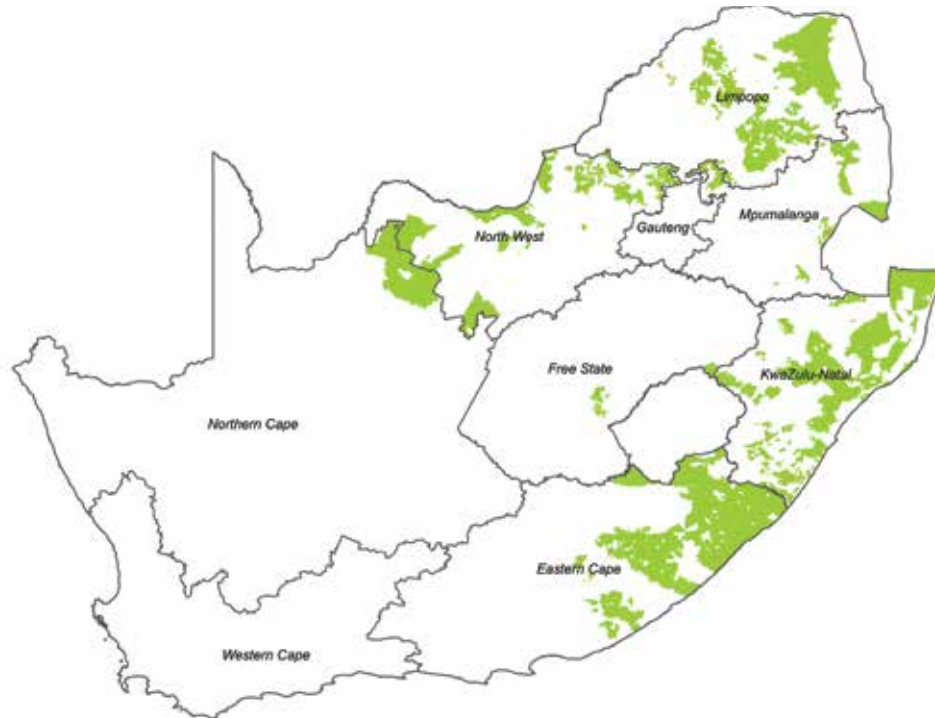 Limpopo
Mpumalanga
Gauteng
North West
Free State
KwaZulu-Natal
Northern Cape
Eastern Cape
Western Cape